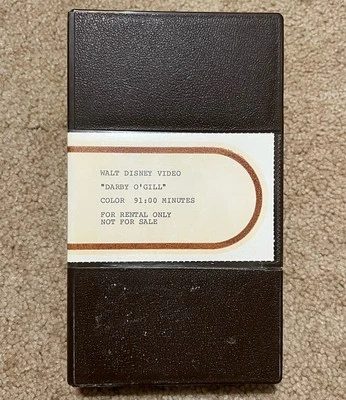 WALT DISNEY VIDEO
"DARBY O'GILL"
COLOR 91:00 MINUTES
FOR RENTAL ONLY
NOT FOR SALE